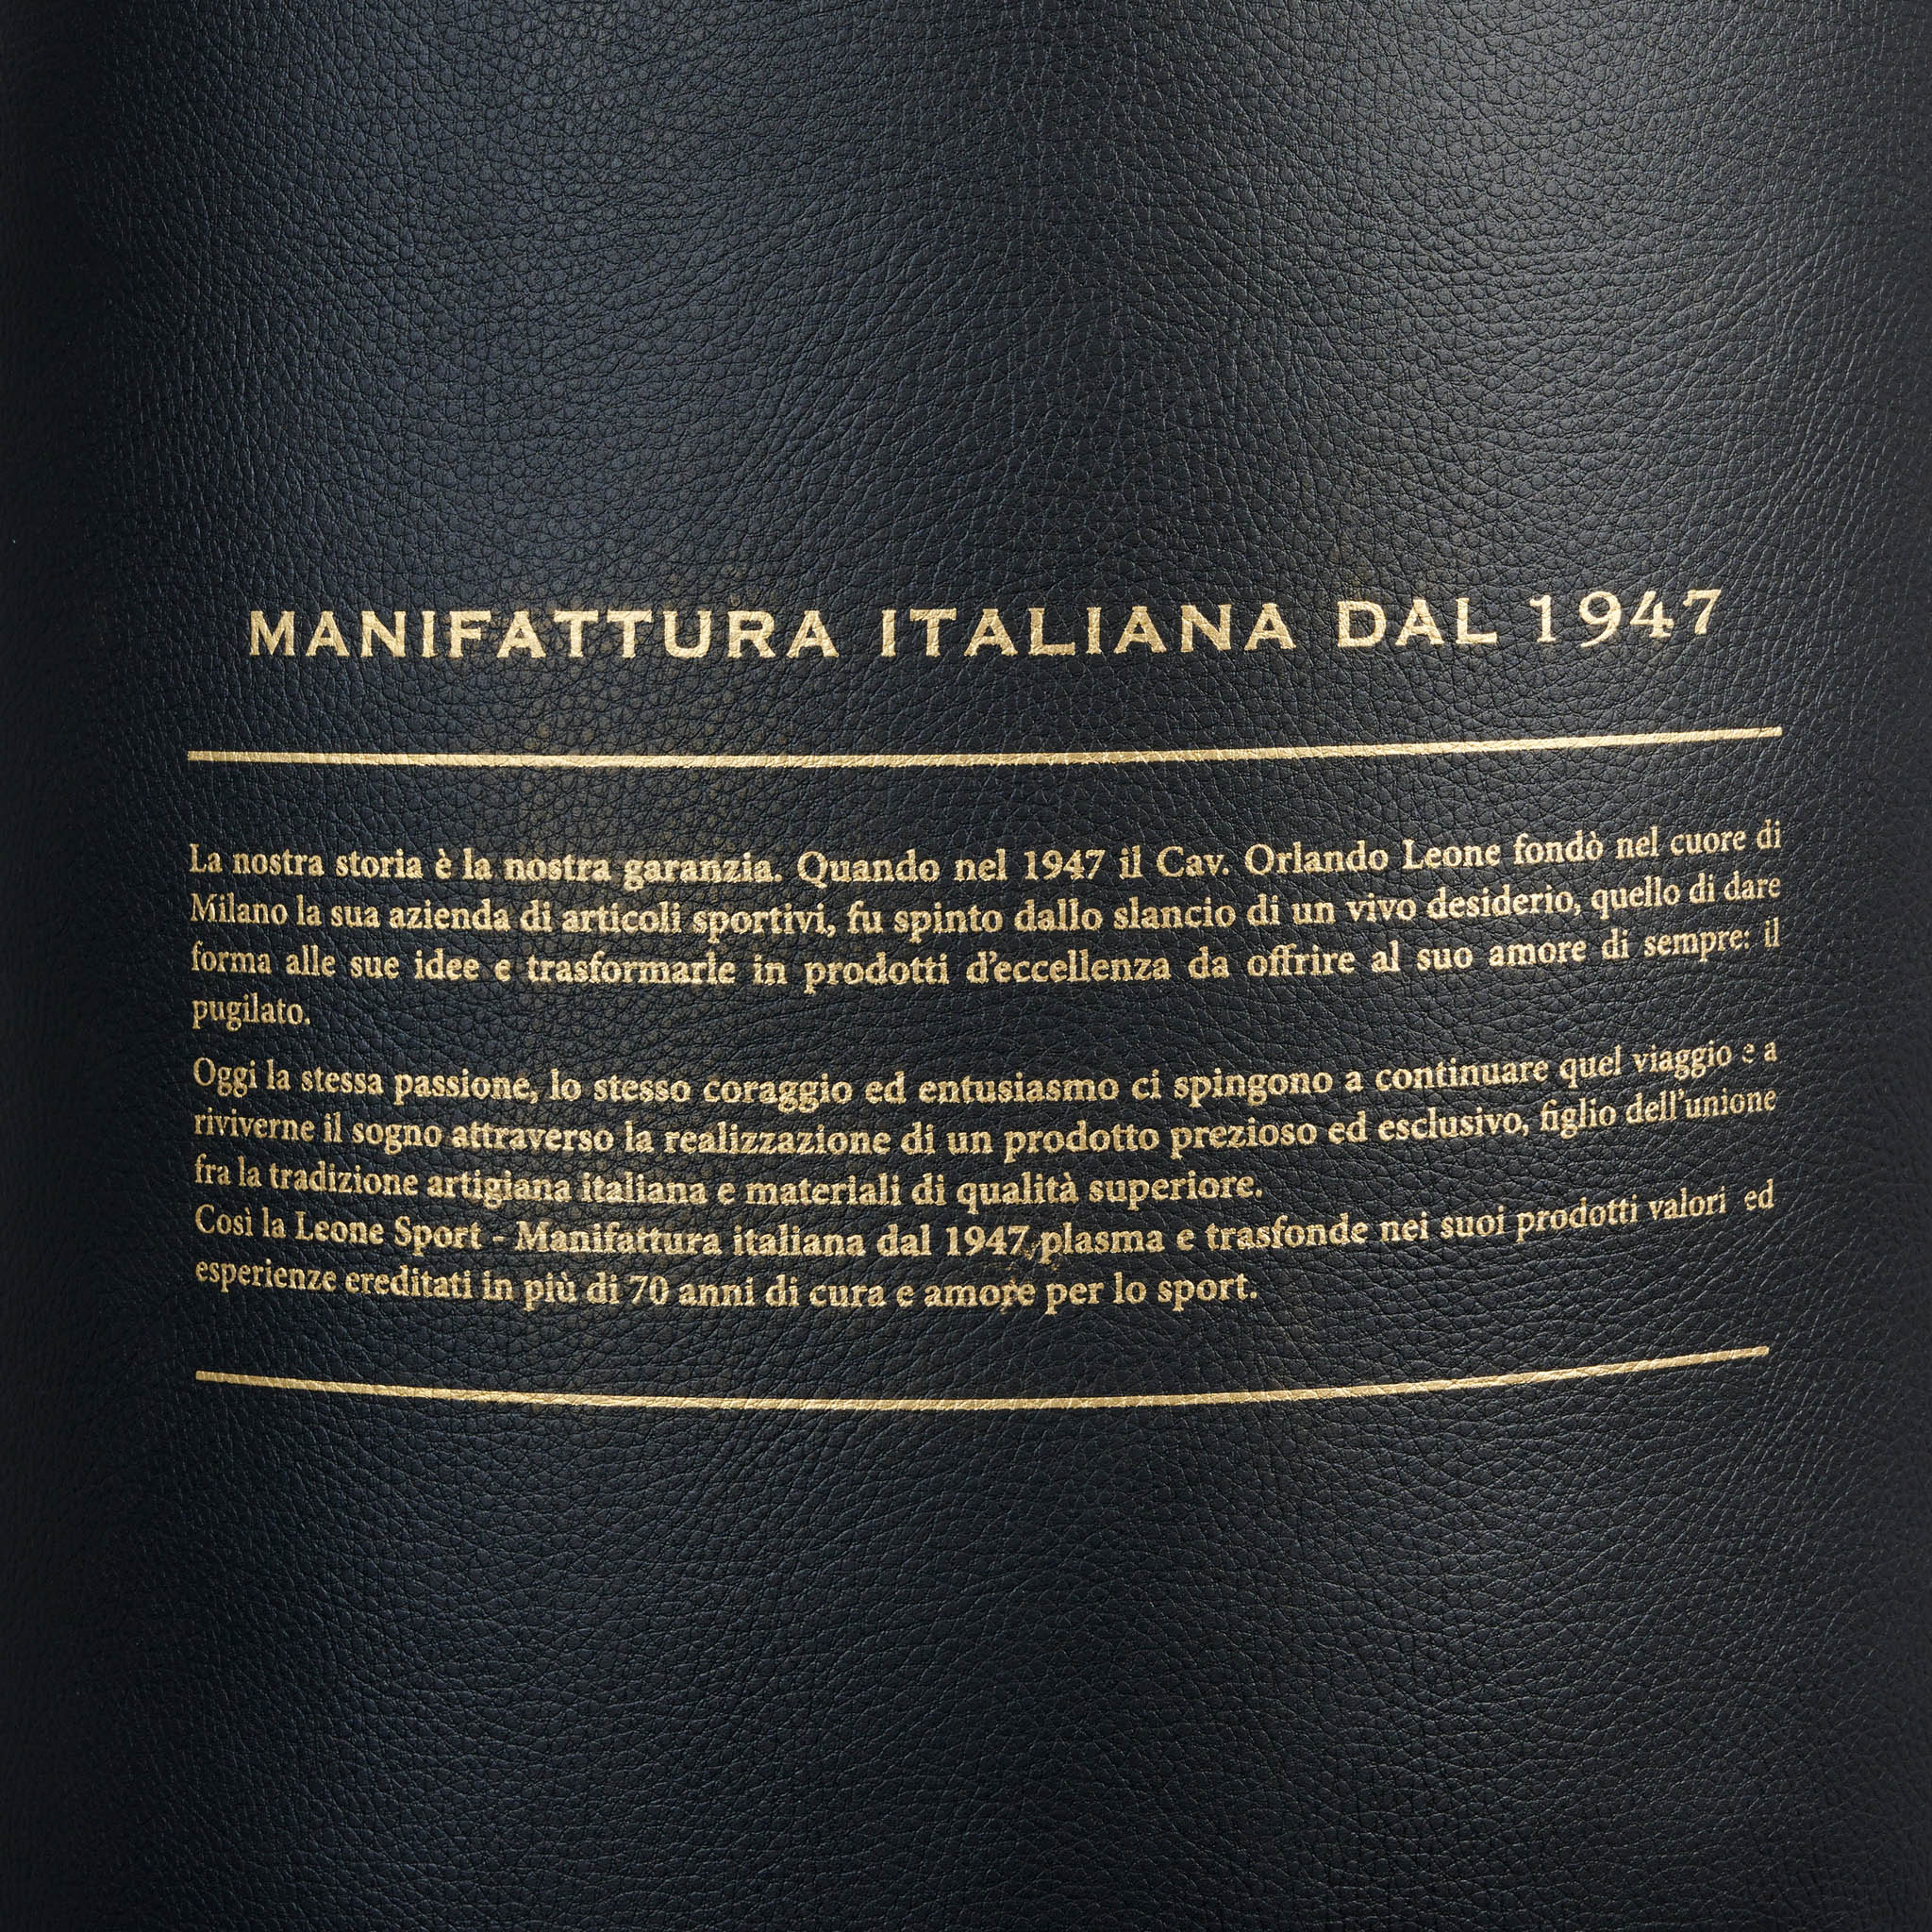 MANIFATTURA ITALIANA DAL 1947
La nostra storia è la nostra garanzia. Quando nel 1947 il Cav. Orlando Leone fondò nel cuore di
Milano la sua azienda di articoli sportivi, fu spinto dallo slancio di un vivo desiderio, quello di dare
forma alle sue idee e trasformarle in prodotti d'eccellenza da offrire al suo amore di sempre: il
pugilato.
Oggi la stessa passione, lo stesso coraggio ed entusiasmo ci spingono a continuare quel viaggio e a
riviverne il sogno attraverso la realizzazione di un prodotto prezioso ed esclusivo, figlio dell'unione
fra la tradizione artigiana italiana e materiali di qualità superiore.
Così la Leone Sport - Manifattura italiana dal 1947, plasma e trasfonde nei suoi prodotti valori ed
esperienze ereditati in più di 70 anni di cura e amore per lo sport.